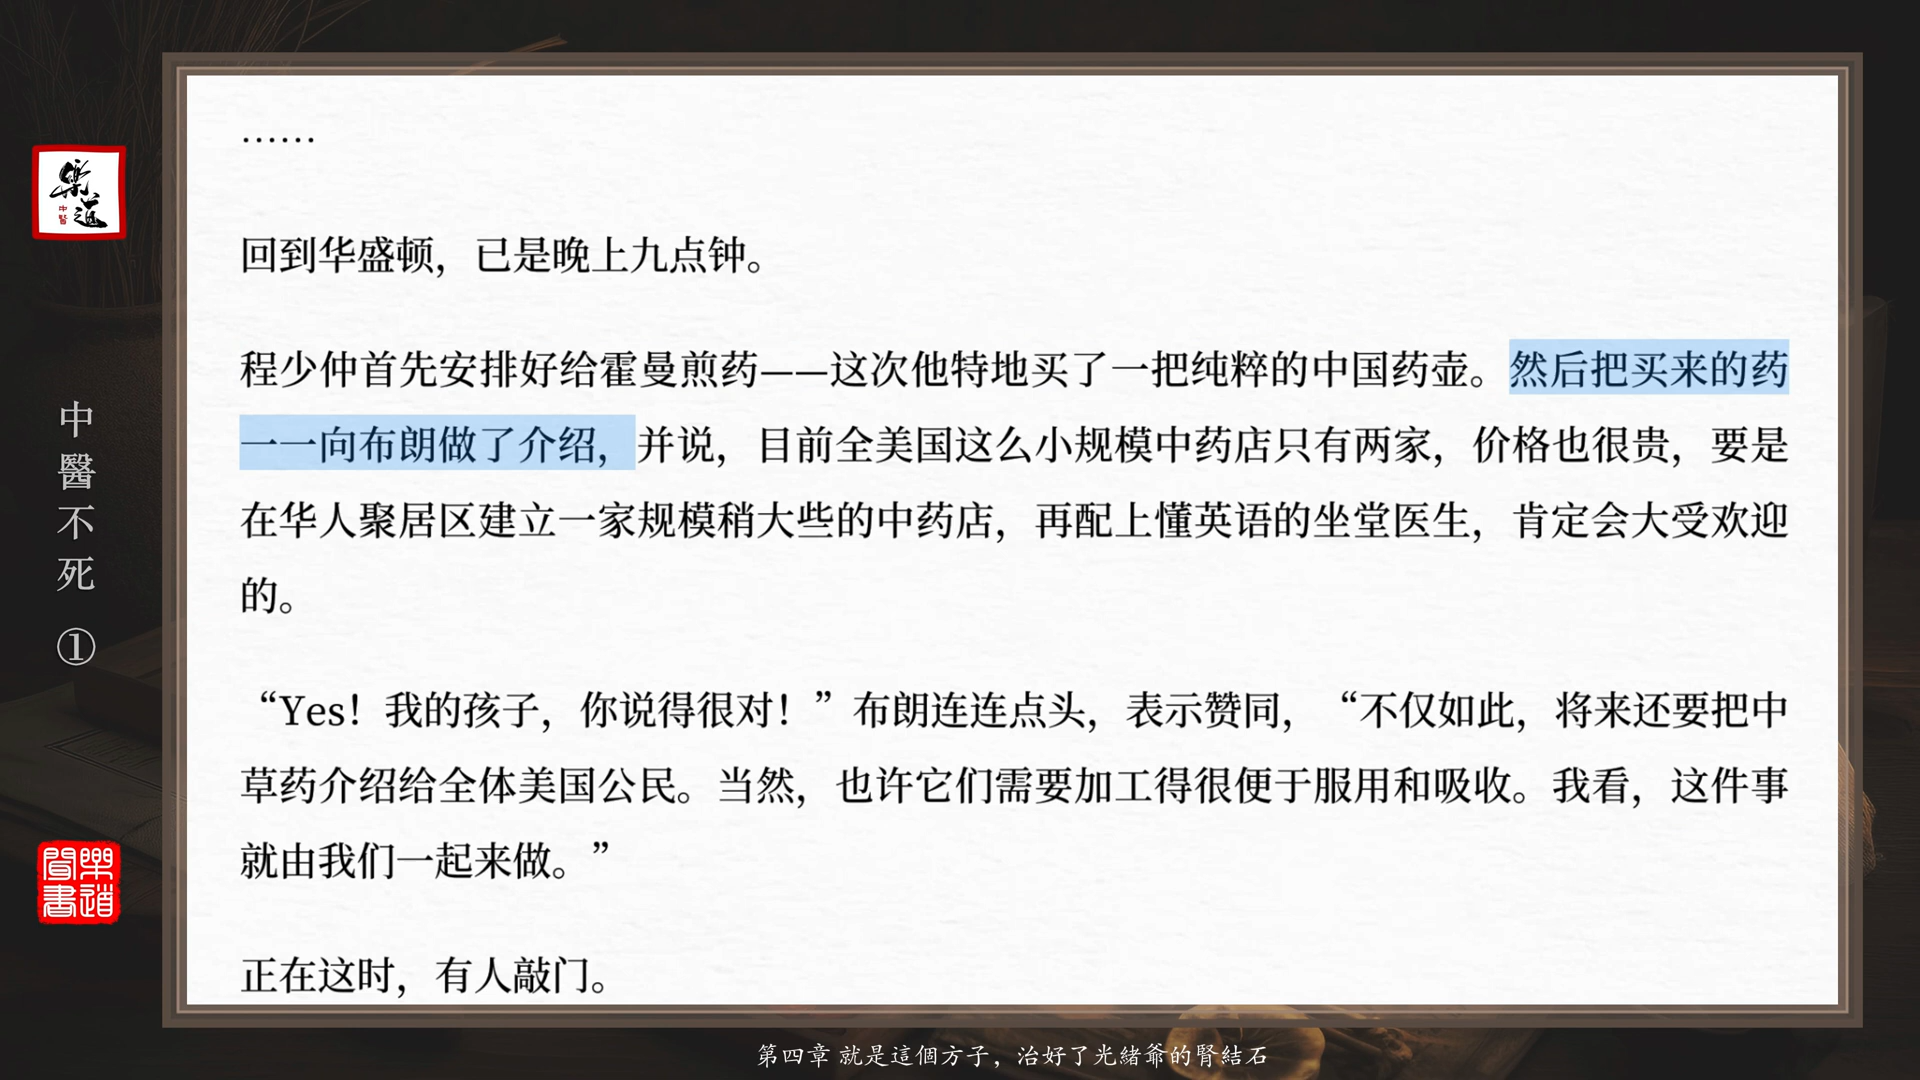 樂道
中醫
中醫不死 ①
樂道
閒書
……
回到华盛顿，已是晚上九点钟。
程少仲首先安排好给霍曼煎药——这次他特地买了一把纯粹的中国药壶。然后把买来的药
一一向布朗做了介绍，并说，目前全美国这么小规模中药店只有两家，价格也很贵，要是
在华人聚居区建立一家规模稍大些的中药店，再配上懂英语的坐堂医生，肯定会大受欢迎
的。
“Yes！我的孩子，你说得很对！”布朗连连点头，表示赞同，“不仅如此，将来还要把中
草药介绍给全体美国公民。当然，也许它们需要加工得很便于服用和吸收。我看，这件事
就由我们一起来做。”
正在这时，有人敲门。
第四章 就是這個方子，治好了光緒爺的腎結石